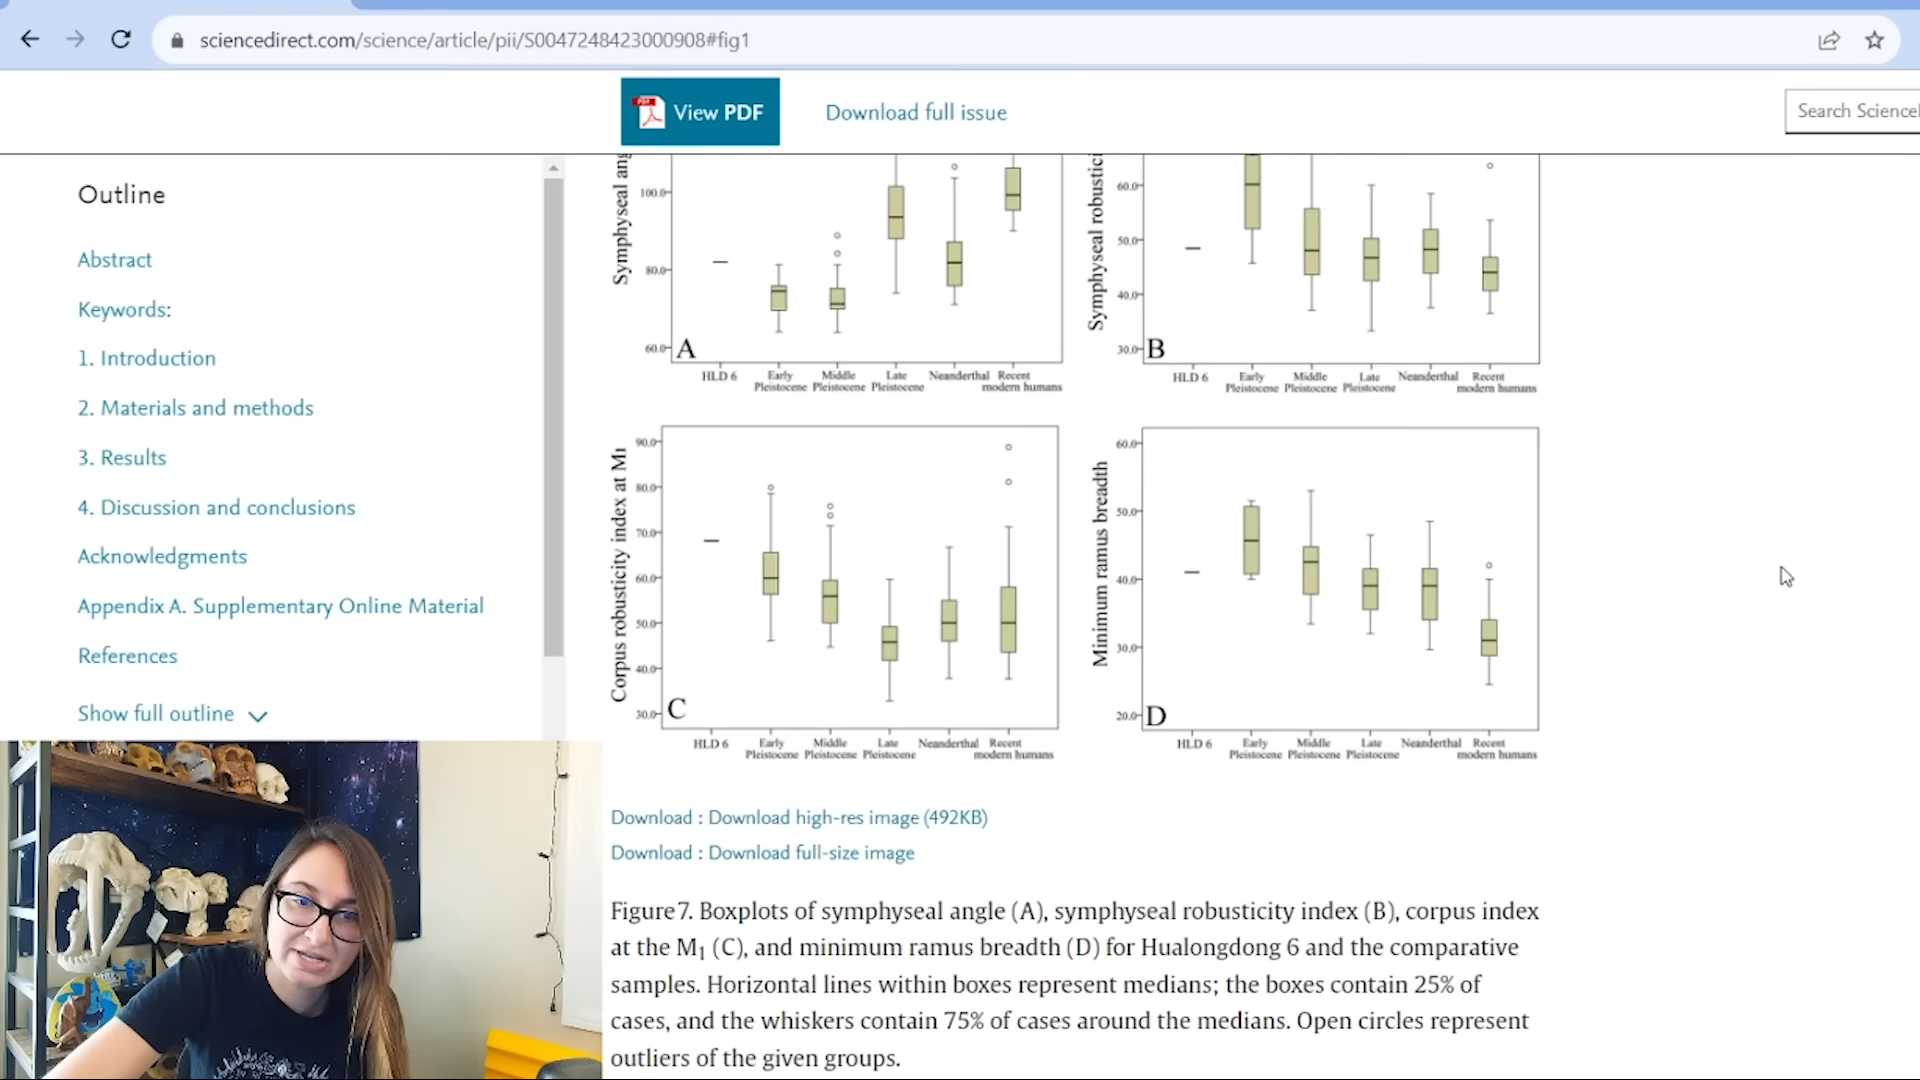 sciencedirect.com/science/article/pii/S0047248423000908#fig1
View PDF
Download full issue
Search Science
Outline
Abstract
Keywords:
1. Introduction
2. Materials and methods
3. Results
4. Discussion and conclusions
Acknowledgments
Appendix A. Supplementary Online Material
References
Show full outline
Symphyseal ang
100.0
80.0
60.0
A
HLD 6 Early Pleistocene Middle Pleistocene Late Pleistocene Neanderthal Recent modern humans
Symphyseal robustici
60.0
50.0
40.0
30.0
B
HLD 6 Early Pleistocene Middle Pleistocene Late Pleistocene Neanderthal Recent modern humans
Corpus robusticity index at M1
90.0
80.0
70.0
60.0
50.0
40.0
30.0
C
HLD 6 Early Pleistocene Middle Pleistocene Late Pleistocene Neanderthal Recent modern humans
Minimum ramus breadth
60.0
50.0
40.0
30.0
20.0
D
HLD 6 Early Pleistocene Middle Pleistocene Late Pleistocene Neanderthal Recent modern humans
Download : Download high-res image (492KB)
Download : Download full-size image
Figure 7. Boxplots of symphyseal angle (A), symphyseal robusticity index (B), corpus index
at the M1 (C), and minimum ramus breadth (D) for Hualongdong 6 and the comparative
samples. Horizontal lines within boxes represent medians; the boxes contain 25% of
cases, and the whiskers contain 75% of cases around the medians. Open circles represent
outliers of the given groups.